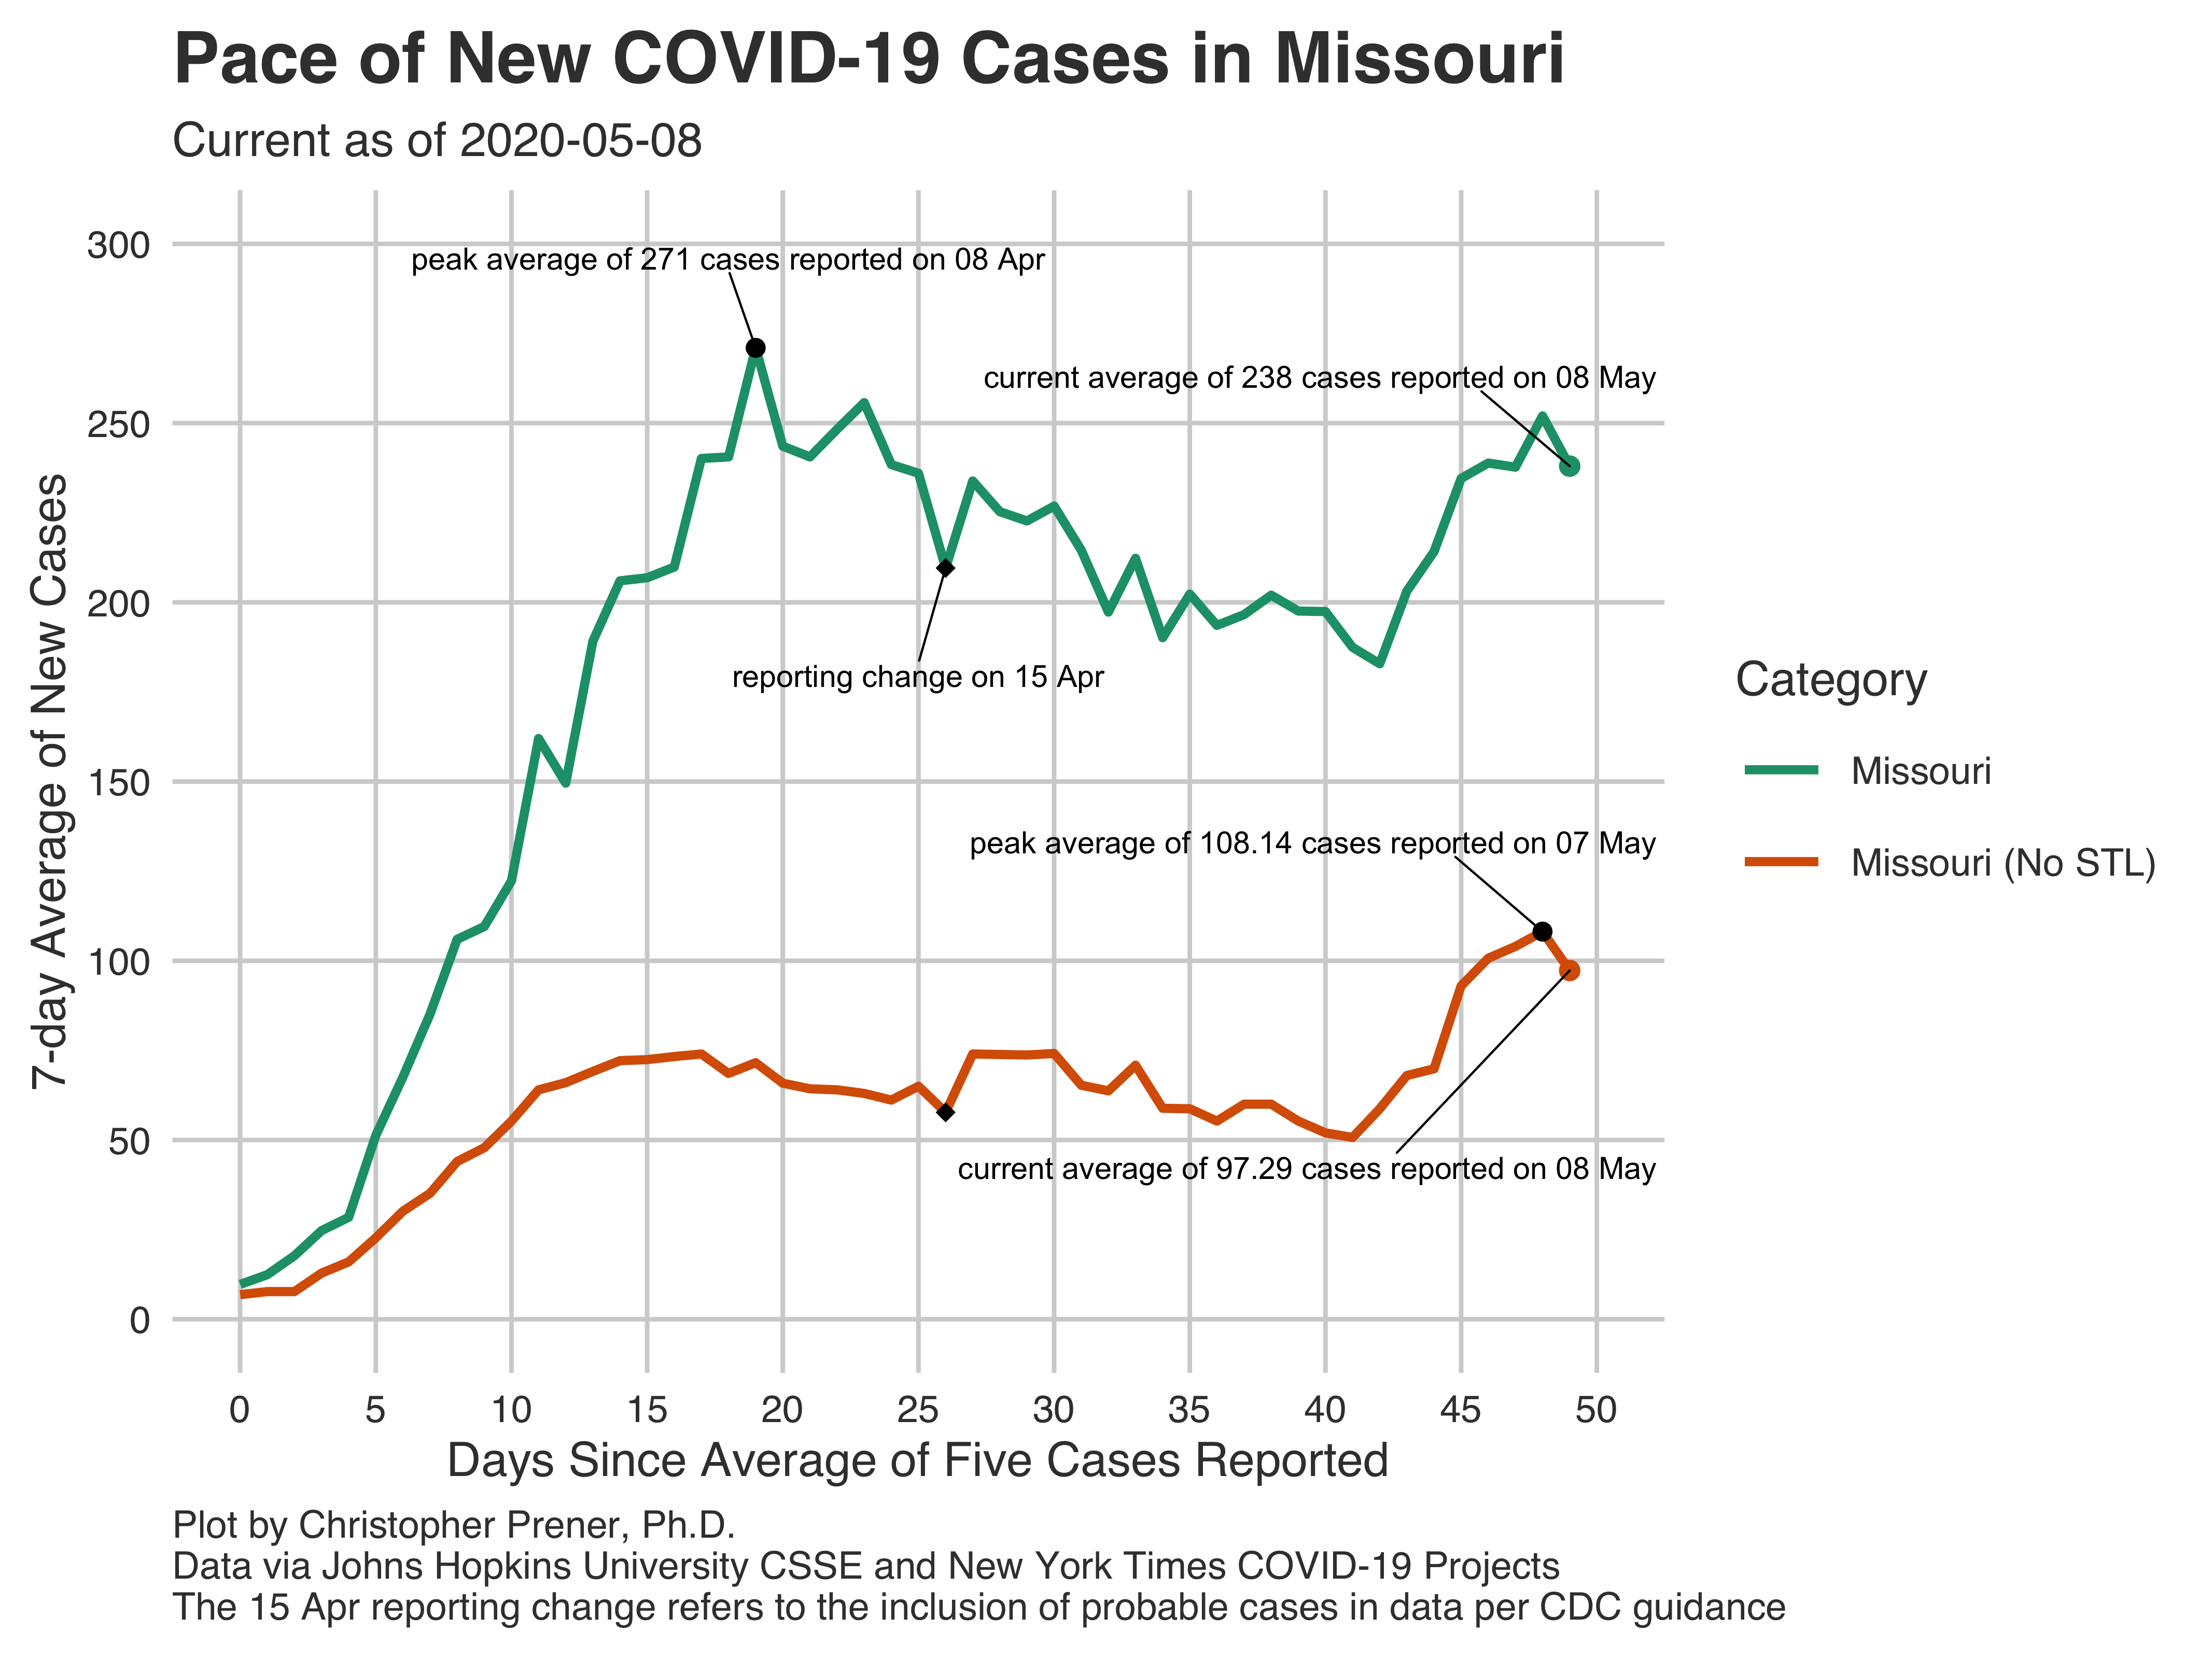 Pace of New COVID-19 Cases in Missouri
Current as of 2020-05-08
7-day Average of New Cases
300
250
200
150
100
50
0
peak average of 271 cases reported on 08 Apr
current average of 238 cases reported on 08 May
reporting change on 15 Apr
peak average of 108.14 cases reported on 07 May
current average of 97.29 cases reported on 08 May
Category
Missouri
Missouri (No STL)
0 5 10 15 20 25 30 35 40 45 50
Days Since Average of Five Cases Reported
Plot by Christopher Prener, Ph.D.
Data via Johns Hopkins University CSSE and New York Times COVID-19 Projects
The 15 Apr reporting change refers to the inclusion of probable cases in data per CDC guidance